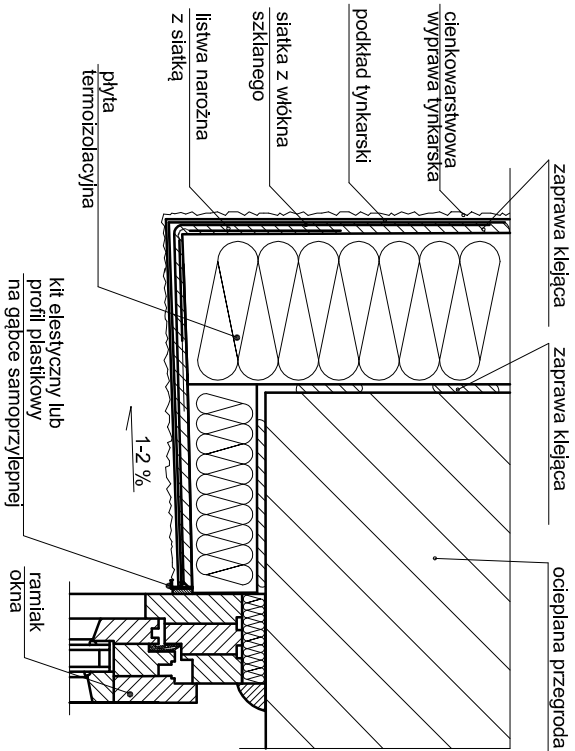 cienkowarstwowa
wyprawa tynkarska
podkład tynkarski
siatka z włókna
szklanego
listwa narożna
z siatką
płyta
termoizolacyjna
zaprawa klejąca
zaprawa klejąca
ocieplana przegroda
kit elestyczny lub
profil plastikowy
na gąbce samoprzylepnej
1-2 %
ramiak
okna